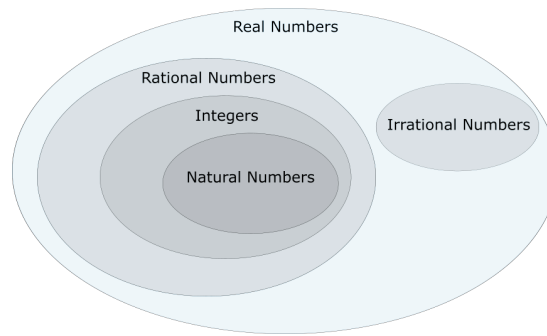 Real Numbers
Rational Numbers
Integers
Irrational Numbers
Natural Numbers